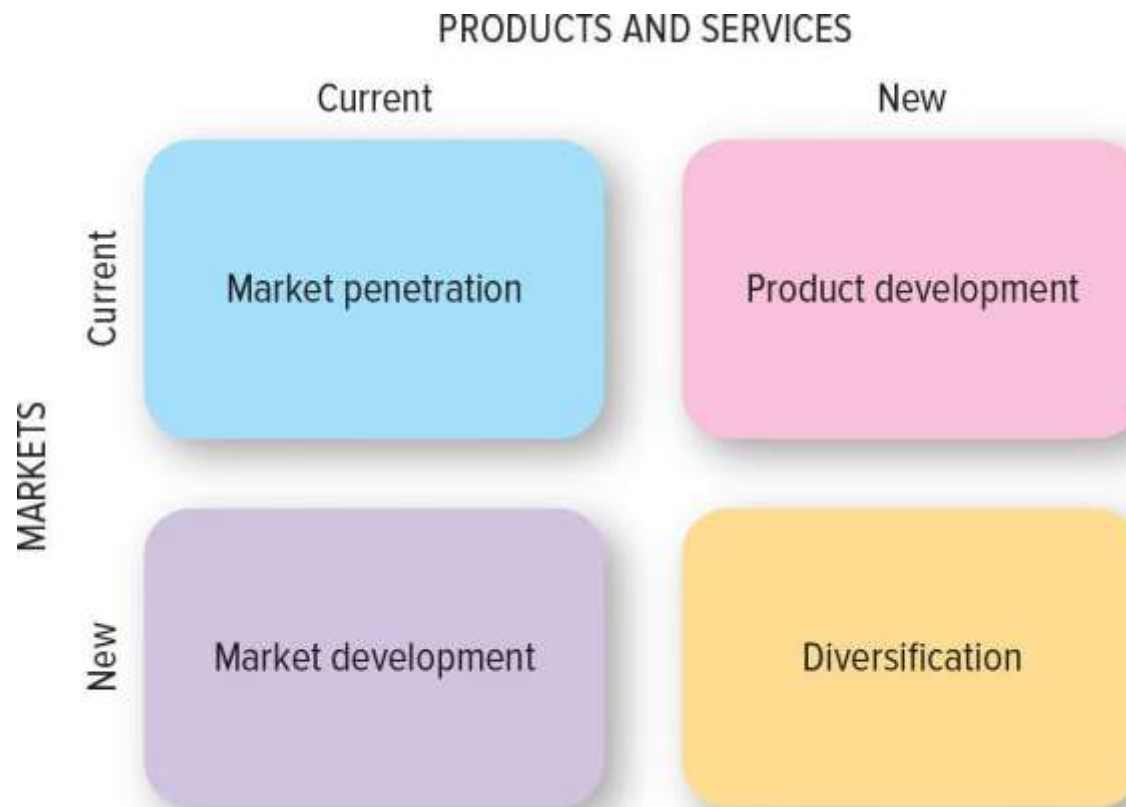 PRODUCTS AND SERVICES
Current
New
MARKETS
Current
Market penetration
Product development
New
Market development
Diversification